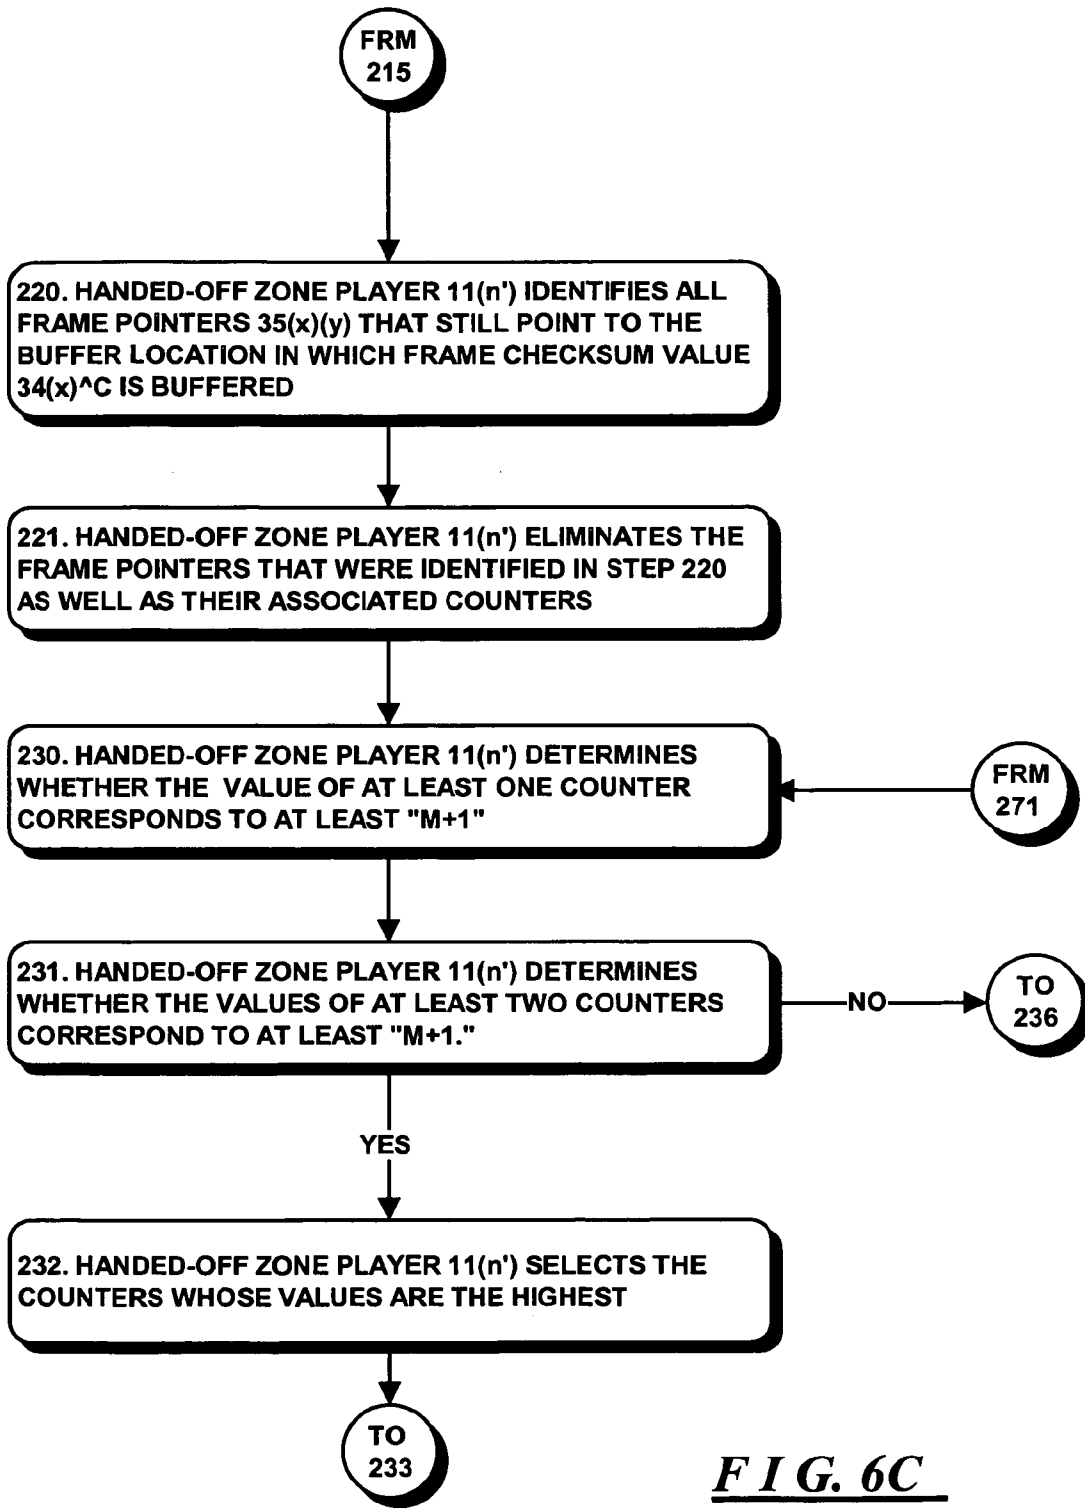 FRM
215
220. HANDED-OFF ZONE PLAYER 11(n') IDENTIFIES ALL
FRAME POINTERS 35(x)(y) THAT STILL POINT TO THE
BUFFER LOCATION IN WHICH FRAME CHECKSUM VALUE
34(x)^C IS BUFFERED
221. HANDED-OFF ZONE PLAYER 11(n') ELIMINATES THE
FRAME POINTERS THAT WERE IDENTIFIED IN STEP 220
AS WELL AS THEIR ASSOCIATED COUNTERS
230. HANDED-OFF ZONE PLAYER 11(n') DETERMINES
WHETHER THE VALUE OF AT LEAST ONE COUNTER
CORRESPONDS TO AT LEAST "M+1"
FRM
271
231. HANDED-OFF ZONE PLAYER 11(n') DETERMINES
WHETHER THE VALUES OF AT LEAST TWO COUNTERS
CORRESPOND TO AT LEAST "M+1."
NO
TO
236
YES
232. HANDED-OFF ZONE PLAYER 11(n') SELECTS THE
COUNTERS WHOSE VALUES ARE THE HIGHEST
TO
233
FIG. 6C